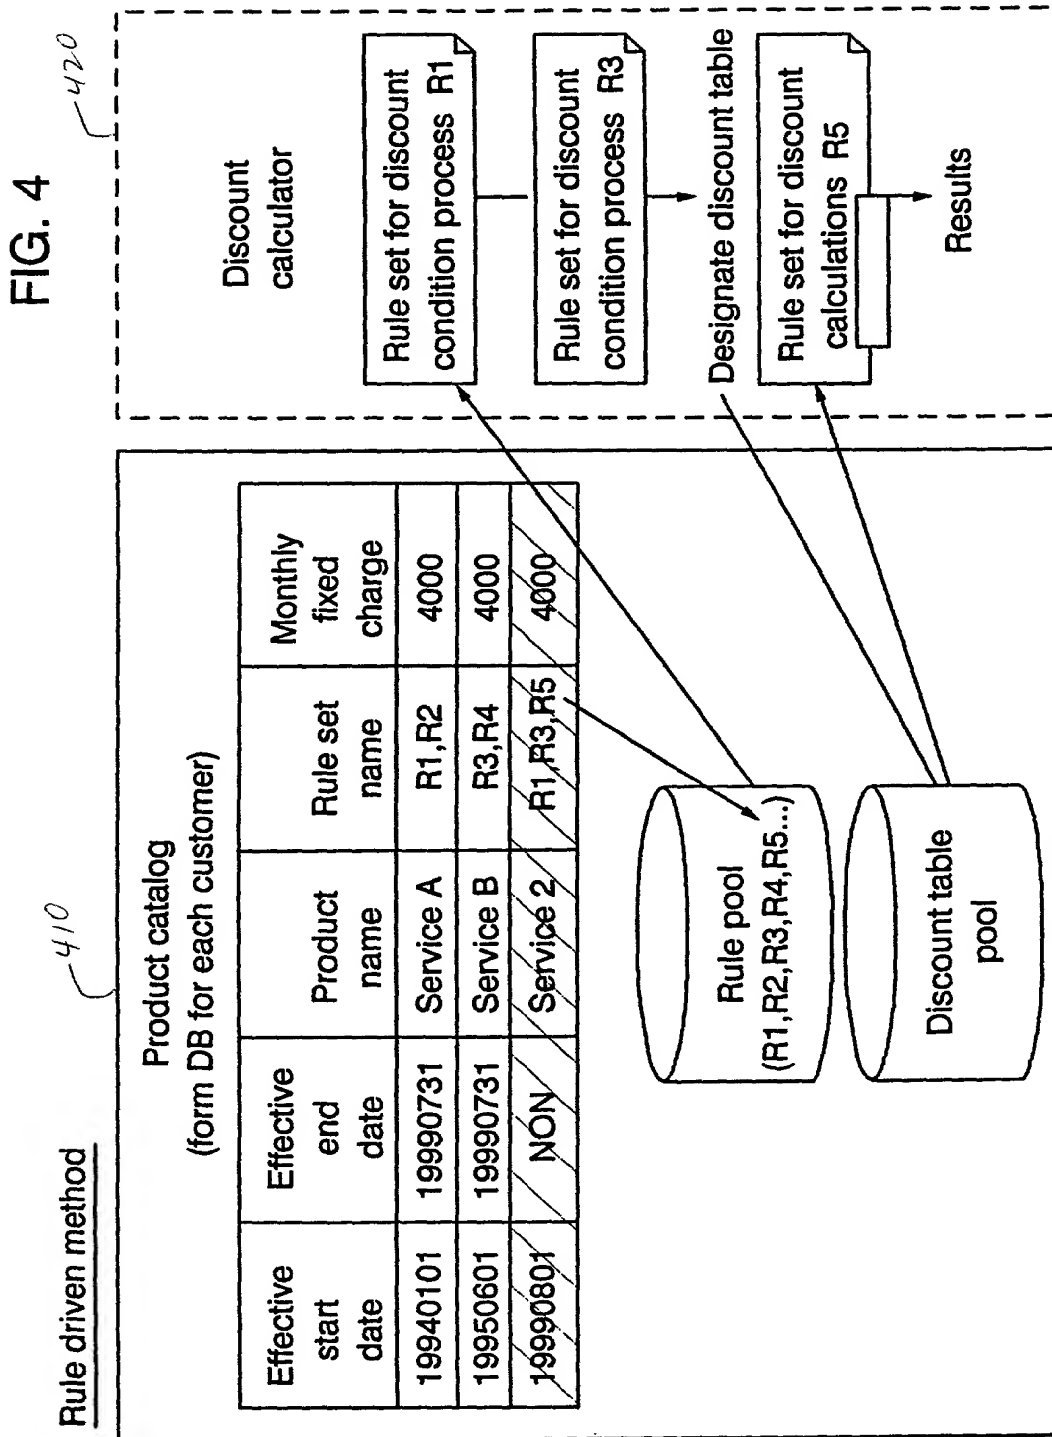 FIG. 4
Rule driven method
410
420
Product catalog
(form DB for each customer)
Effective
start
date
Effective
end
date
Product
name
Rule set
name
Monthly
fixed
charge
19940101 19990731 Service A R1,R2 4000
19950601 19990731 Service B R3,R4 4000
19990801 NON Service 2 R1,R3,R5 4000
Rule pool
(R1,R2,R3,R4,R5...)
Discount table
pool
Discount
calculator
Rule set for discount
condition process R1
Rule set for discount
condition process R3
Designate discount table
Rule set for discount
calculations R5
Results